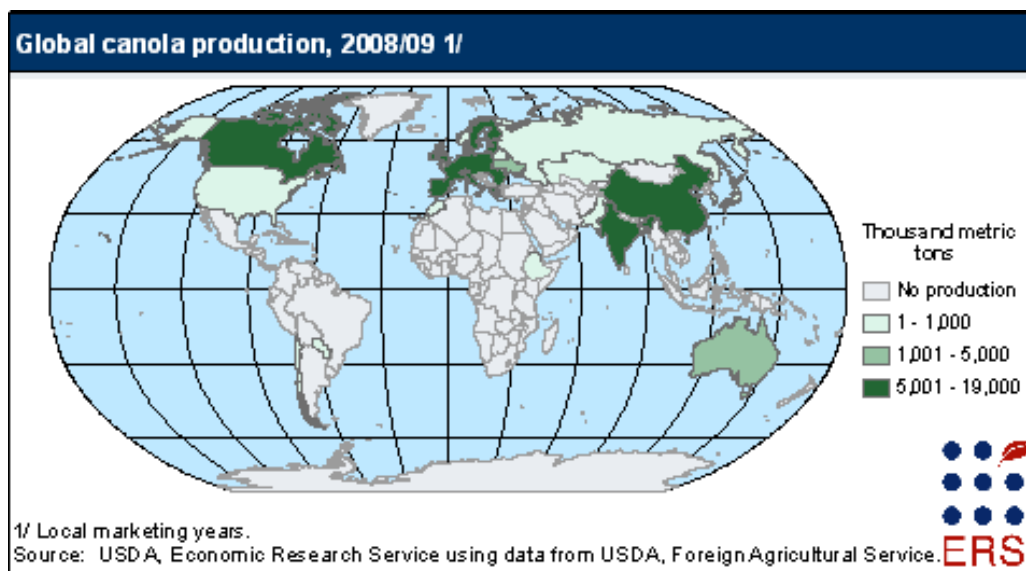 Global canola production, 2008/09 1/
Thousand metric
tons
No production
1 - 1,000
1,001 - 5,000
5,001 - 19,000
1/ Local marketing years.
Source: USDA, Economic Research Service using data from USDA, Foreign Agricultural Service.
ERS